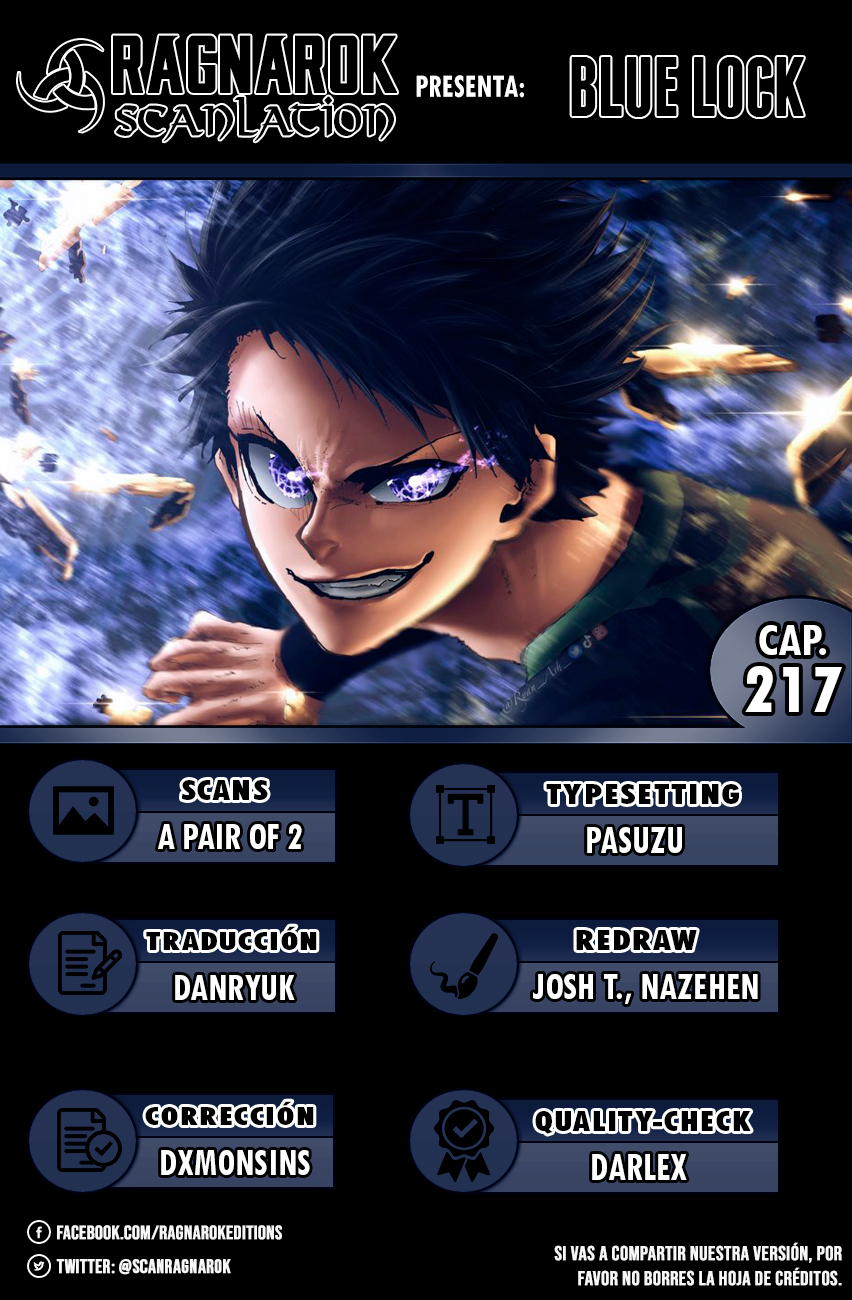 RAGNAROK
SCANLATION
PRESENTA:
BLUE LOCK
@Ryan_Ash_
CAP.
217
SCANS
A PAIR OF 2
TYPESETTING
PASUZU
TRADUCCIÓN
DANRYUK
REDRAW
JOSH T., NAZEHEN
CORRECCIÓN
DXMONSINS
QUALITY-CHECK
DARLEX
FACEBOOK.COM/RAGNAROKEDITIONS
TWITTER: @SCANRAGNAROK
SI VAS A COMPARTIR NUESTRA VERSIÓN, POR
FAVOR NO BORRES LA HOJA DE CRÉDITOS.